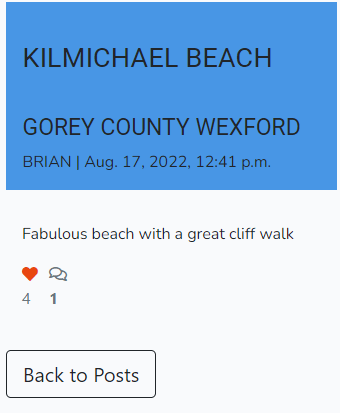 KILMICHAEL BEACH
GOREY COUNTY WEXFORD
BRIAN | Aug. 17, 2022, 12:41 p.m.
Fabulous beach with a great cliff walk
4 1
Back to Posts